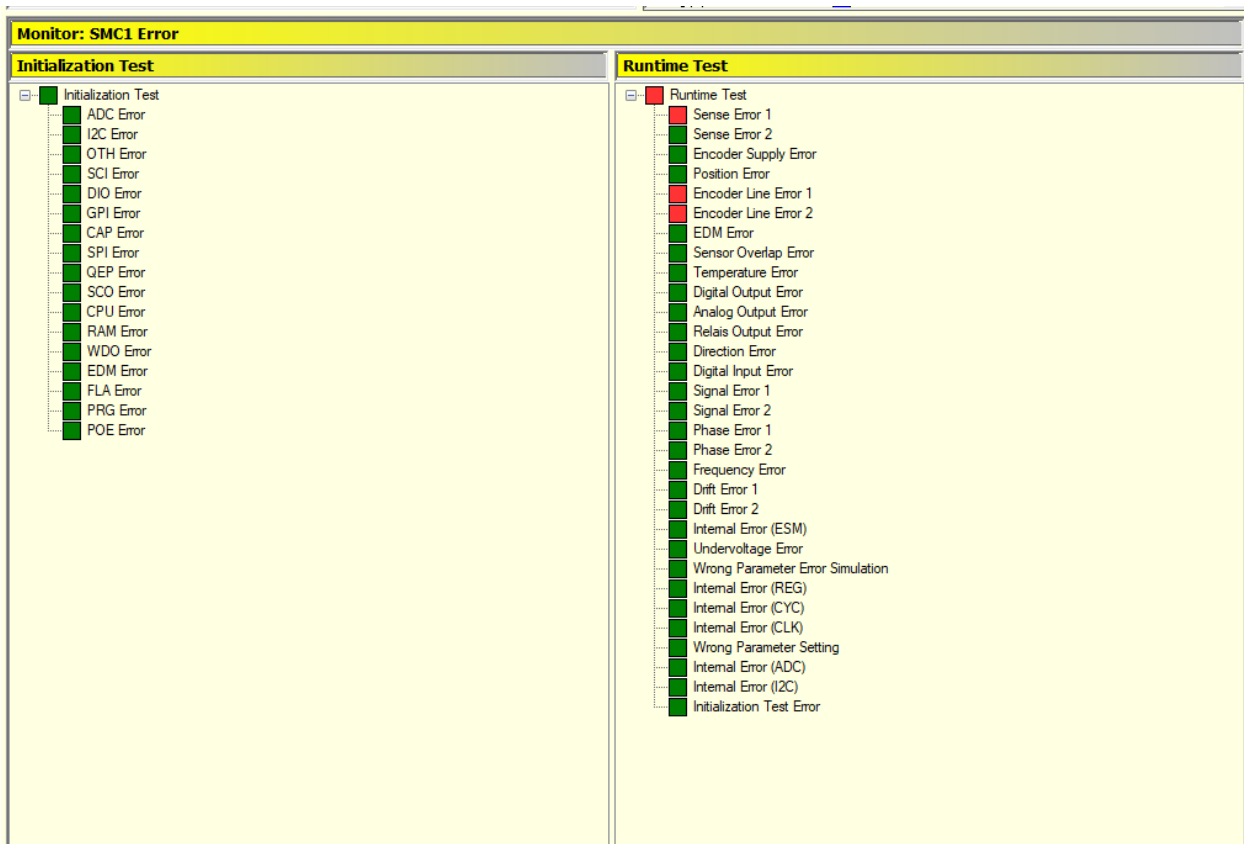 Monitor: SMC1 Error
Initialization Test
Initialization Test
ADC Error
I2C Error
OTH Error
SCI Error
DIO Error
GPI Error
CAP Error
SPI Error
QEP Error
SCO Error
CPU Error
RAM Error
WDO Error
EDM Error
FLA Error
PRG Error
POE Error
Runtime Test
Runtime Test
Sense Error 1
Sense Error 2
Encoder Supply Error
Position Error
Encoder Line Error 1
Encoder Line Error 2
EDM Error
Sensor Overlap Error
Temperature Error
Digital Output Error
Analog Output Error
Relais Output Error
Direction Error
Digital Input Error
Signal Error 1
Signal Error 2
Phase Error 1
Phase Error 2
Frequency Error
Drift Error 1
Drift Error 2
Internal Error (ESM)
Undervoltage Error
Wrong Parameter Error Simulation
Internal Error (REG)
Internal Error (CYC)
Internal Error (CLK)
Wrong Parameter Setting
Internal Error (ADC)
Internal Error (I2C)
Initialization Test Error